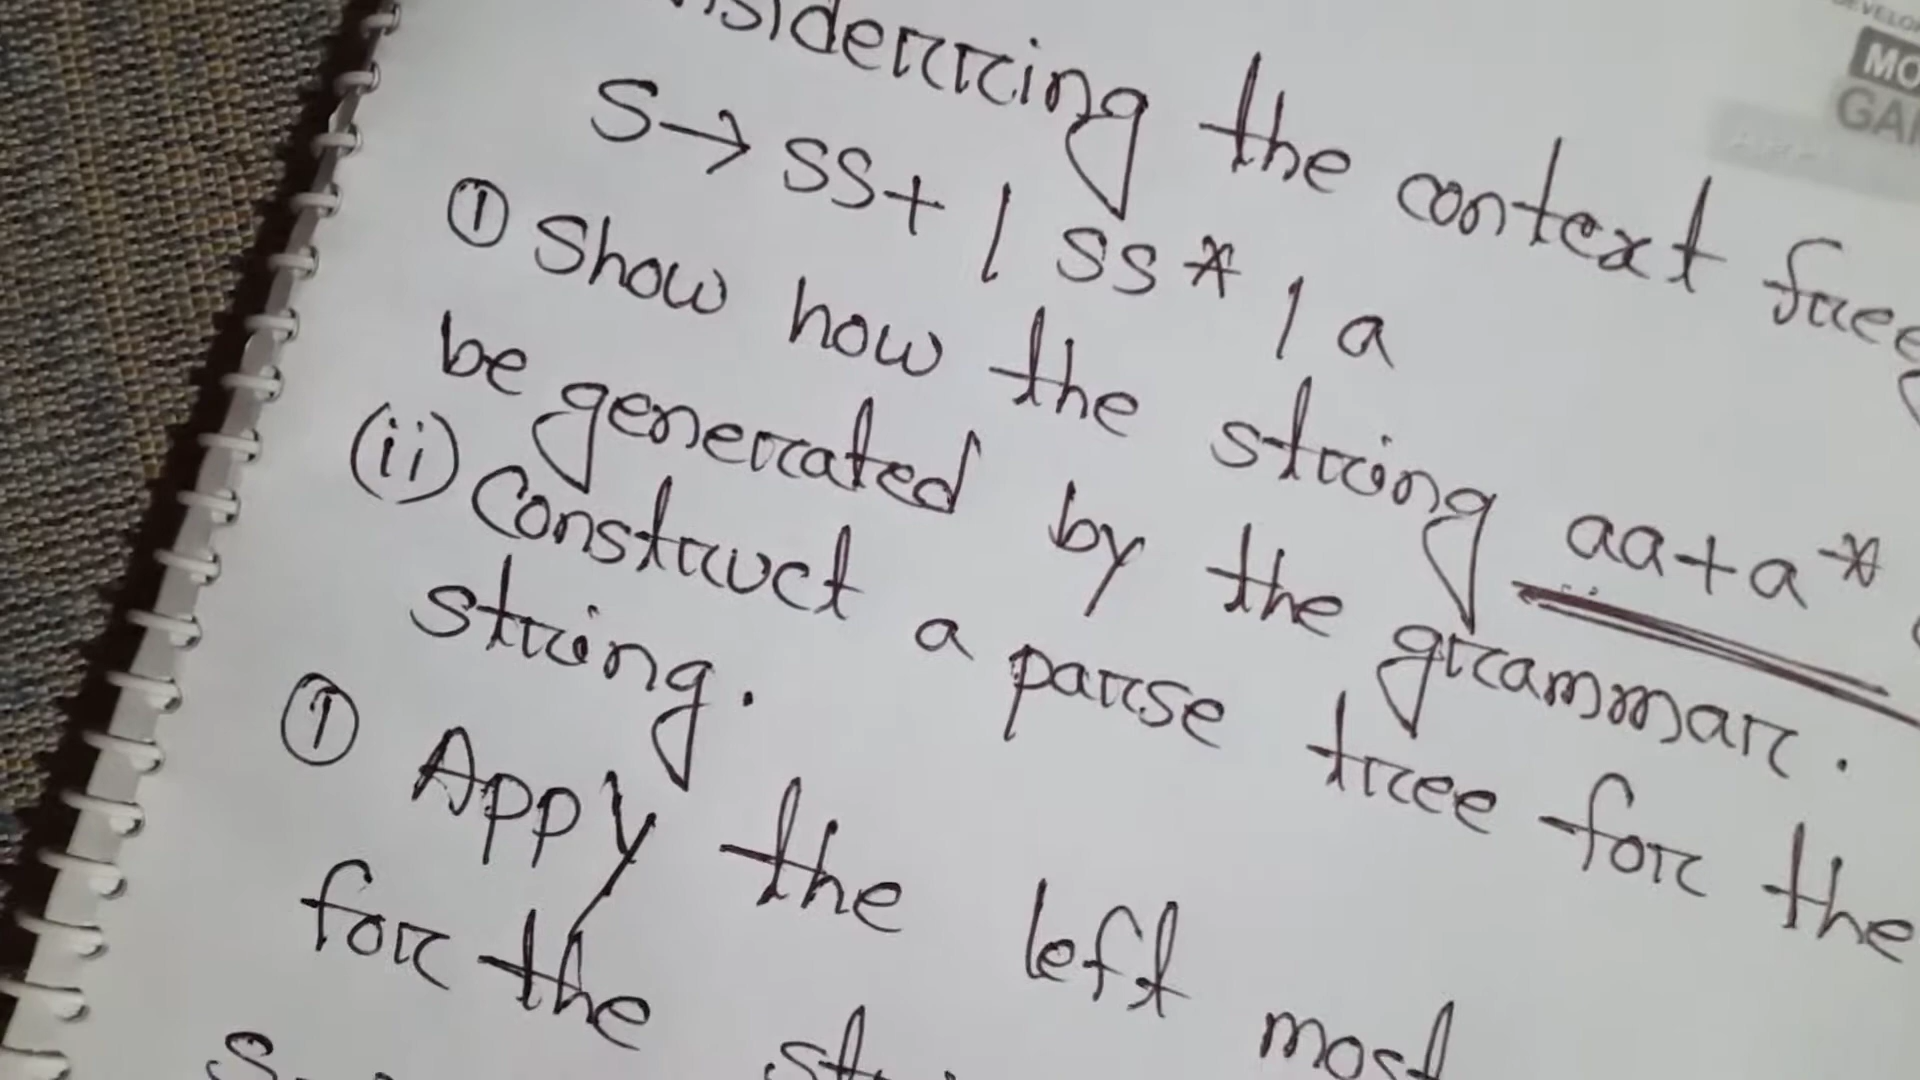 the context free
S → SS+ | SS* | a
① Show how the string aa+a*
be generated by the grammar.
(ii) Construct a parse tree for the
string.
① Apply the left most
for the